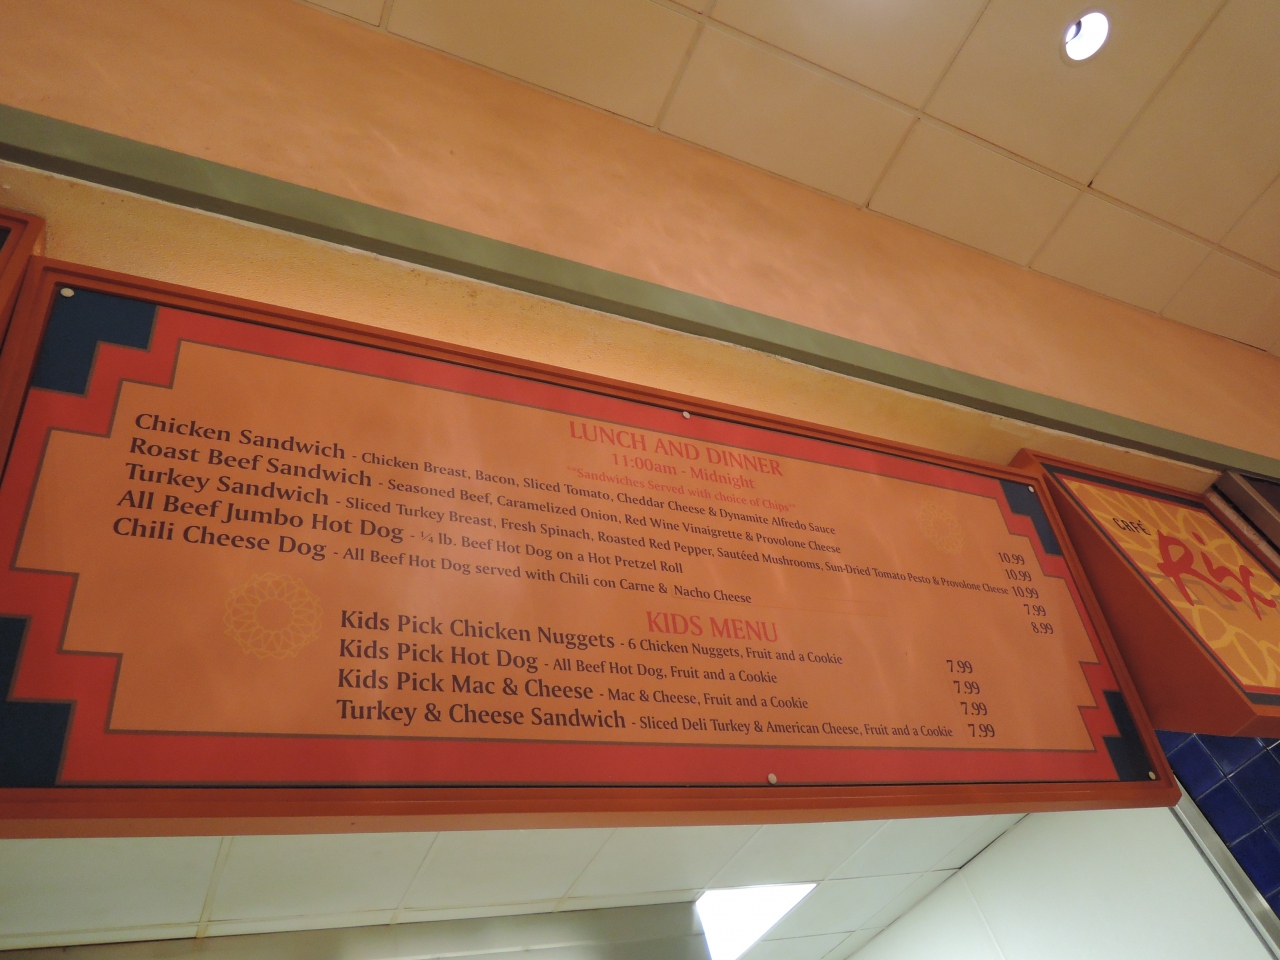 LUNCH AND DINNER
11:00am - Midnight
**Sandwiches Served with choice of Chips**
Chicken Sandwich - Chicken Breast, Bacon, Sliced Tomato, Cheddar Cheese & Dynamite Alfredo Sauce 10.99
Roast Beef Sandwich - Seasoned Beef, Caramelized Onion, Red Wine Vinaigrette & Provolone Cheese 10.99
Turkey Sandwich - Sliced Turkey Breast, Fresh Spinach, Roasted Red Pepper, Sautéed Mushrooms, Sun-Dried Tomato Pesto & Provolone Cheese 10.99
All Beef Jumbo Hot Dog - ¼ lb. Beef Hot Dog on a Hot Pretzel Roll 7.99
Chili Cheese Dog - All Beef Hot Dog served with Chili con Carne & Nacho Cheese 8.99
KIDS MENU
Kids Pick Chicken Nuggets - 6 Chicken Nuggets, Fruit and a Cookie 7.99
Kids Pick Hot Dog - All Beef Hot Dog, Fruit and a Cookie 7.99
Kids Pick Mac & Cheese - Mac & Cheese, Fruit and a Cookie 7.99
Turkey & Cheese Sandwich - Sliced Deli Turkey & American Cheese, Fruit and a Cookie 7.99
CAFÉ
Rix